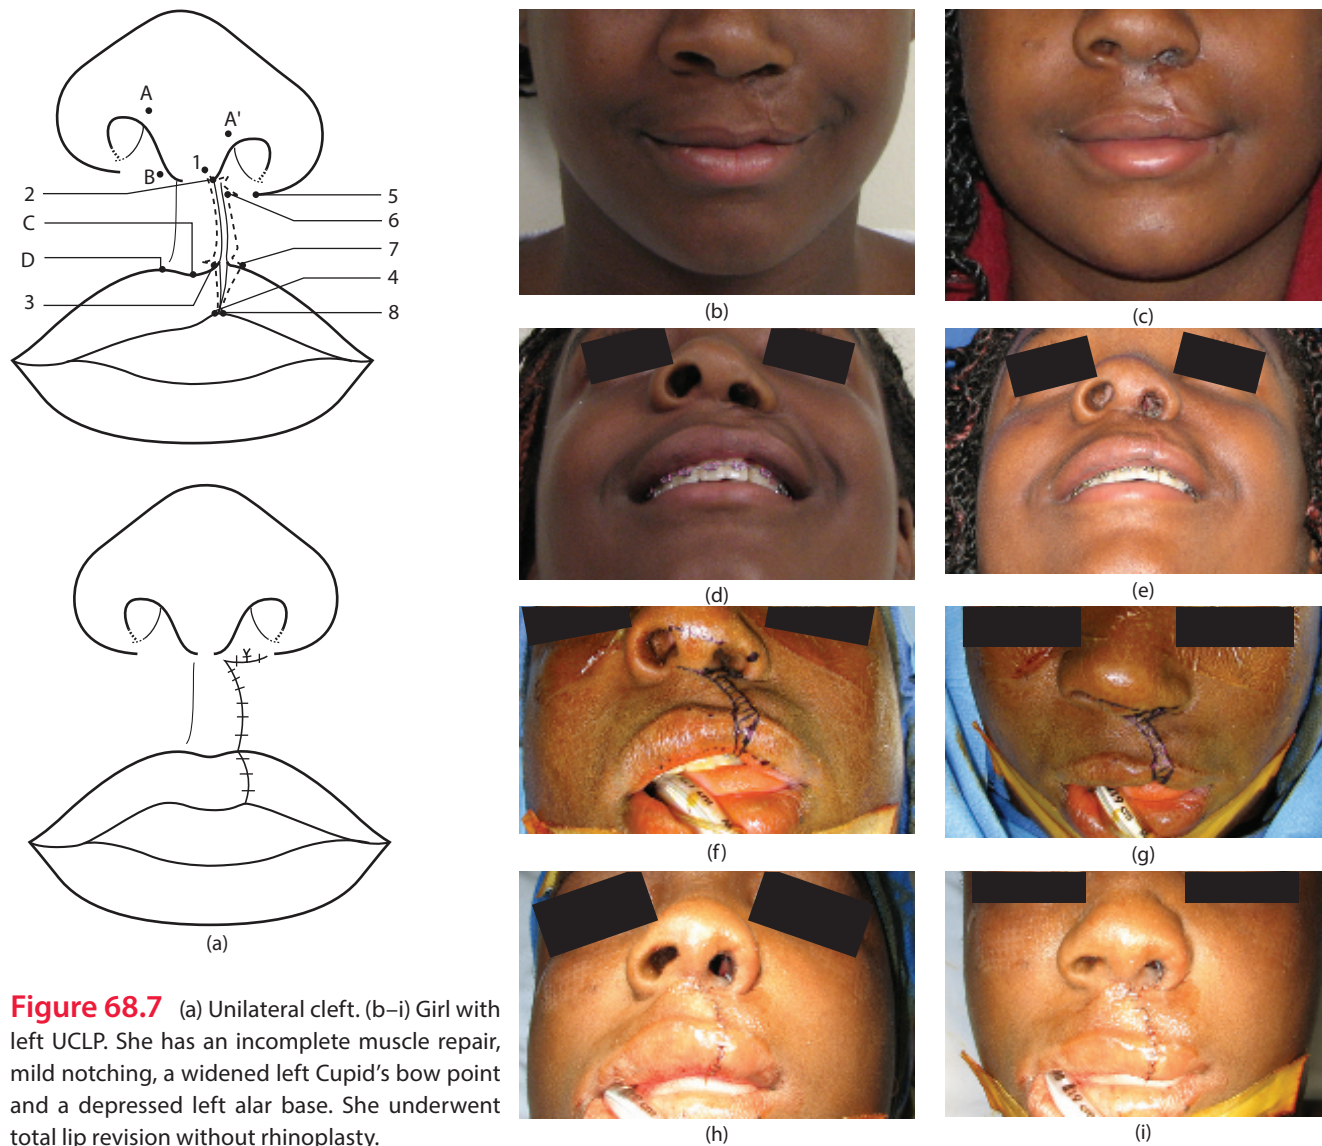 A
A'
B
1
2
C
D
3
5
6
7
4
8
(a)
(b)
(c)
(d)
(e)
(f)
(g)
(h)
(i)
Figure 68.7 (a) Unilateral cleft. (b–i) Girl with
left UCLP. She has an incomplete muscle repair,
mild notching, a widened left Cupid's bow point
and a depressed left alar base. She underwent
total lip revision without rhinoplasty.